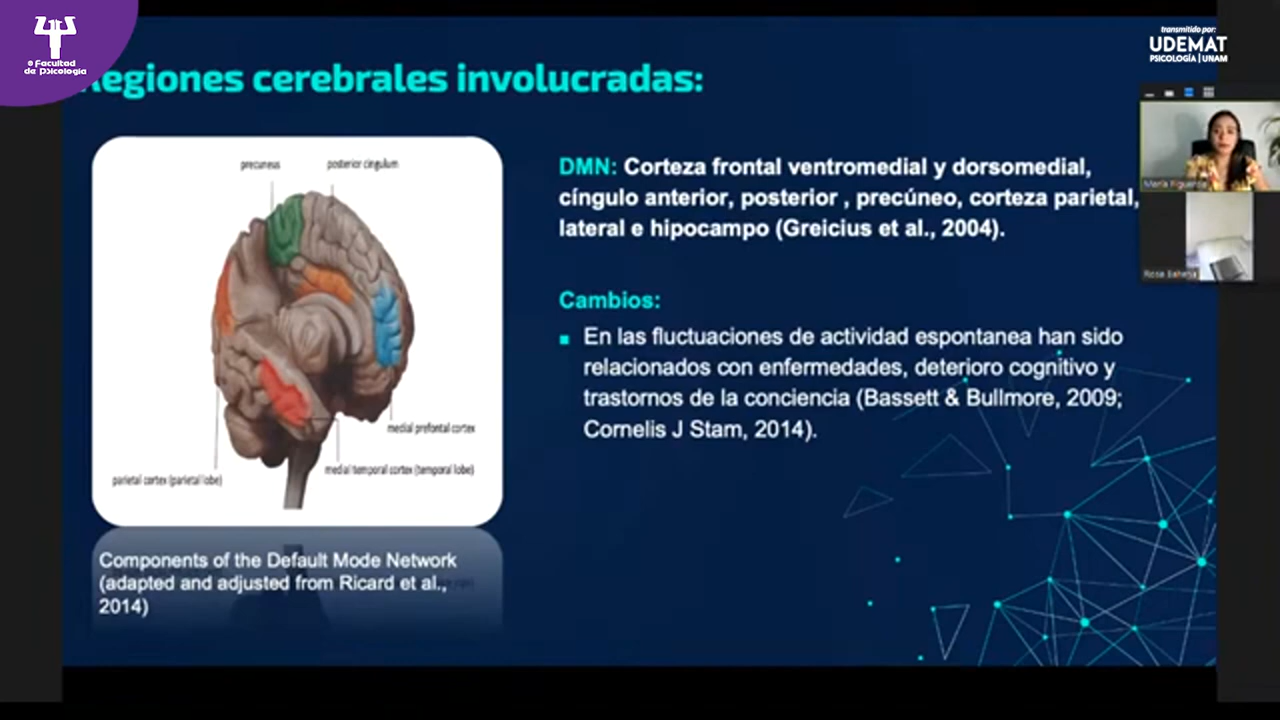 Facultad
de Psicología
transmitido por:
UDEMAT
PSICOLOGÍA | UNAM
egiones cerebrales involucradas:
precuneus
posterior cingulum
medial prefontal cortex
medial temporal cortex (temporal lobe)
parietal cortex (parietal lobe)
Components of the Default Mode Network
(adapted and adjusted from Ricard et al.,
2014)
DMN: Corteza frontal ventromedial y dorsomedial,
cíngulo anterior, posterior , precúneo, corteza parietal,
lateral e hipocampo (Greicius et al., 2004).
Cambios:
En las fluctuaciones de actividad espontanea han sido
relacionados con enfermedades, deterioro cognitivo y
trastornos de la conciencia (Bassett & Bullmore, 2009;
Cornelis J Stam, 2014).
María Figueroa
Rosa